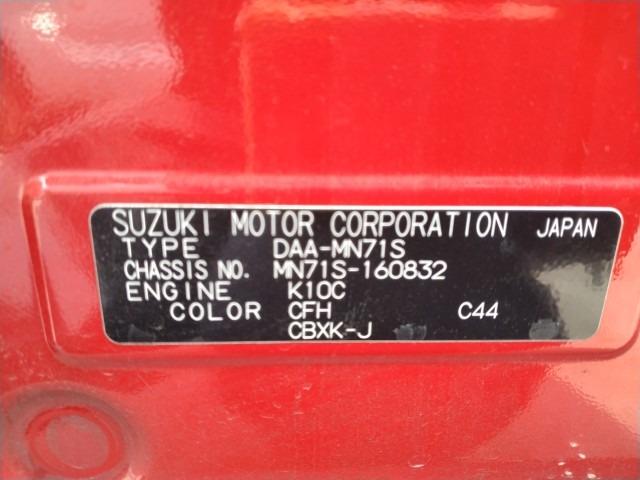 SUZUKI MOTOR CORPORATION JAPAN
TYPE DAA-MN71S
CHASSIS NO. MN71S-160832
ENGINE K10C
COLOR CFH C44
CBXK-J